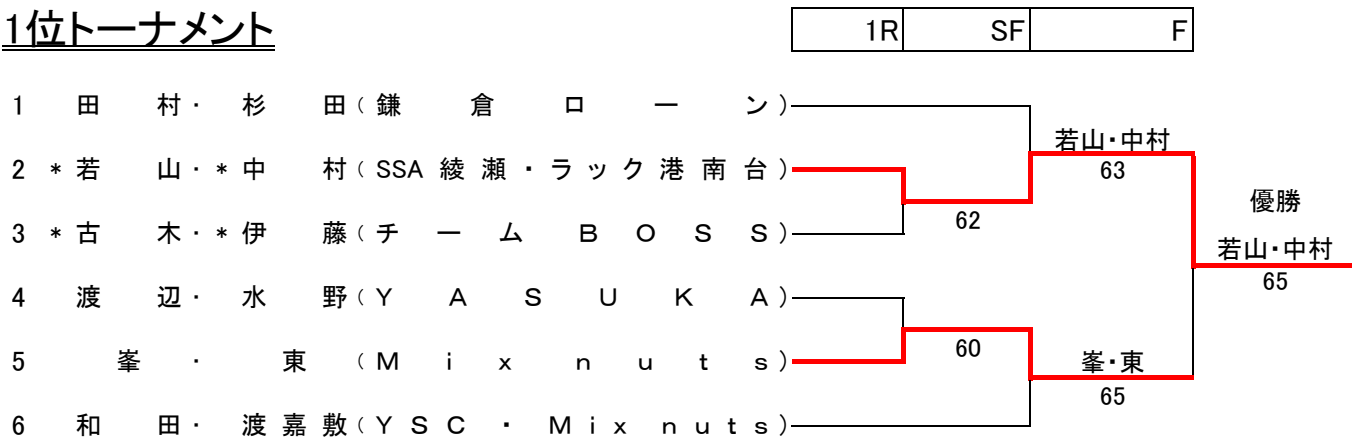 1位トーナメント
1R SF F
1 田村・杉田(鎌倉ローン)
若山・中村
2 *若山・*中村(SSA綾瀬・ラック港南台)
63
優勝
62
3 *古木・*伊藤(チームBOSS)
若山・中村
65
4 渡辺・水野(YASUKA)
60
5 峯・東(Mix nuts)
峯・東
65
6 和田・渡嘉敷(YSC・Mix nuts)